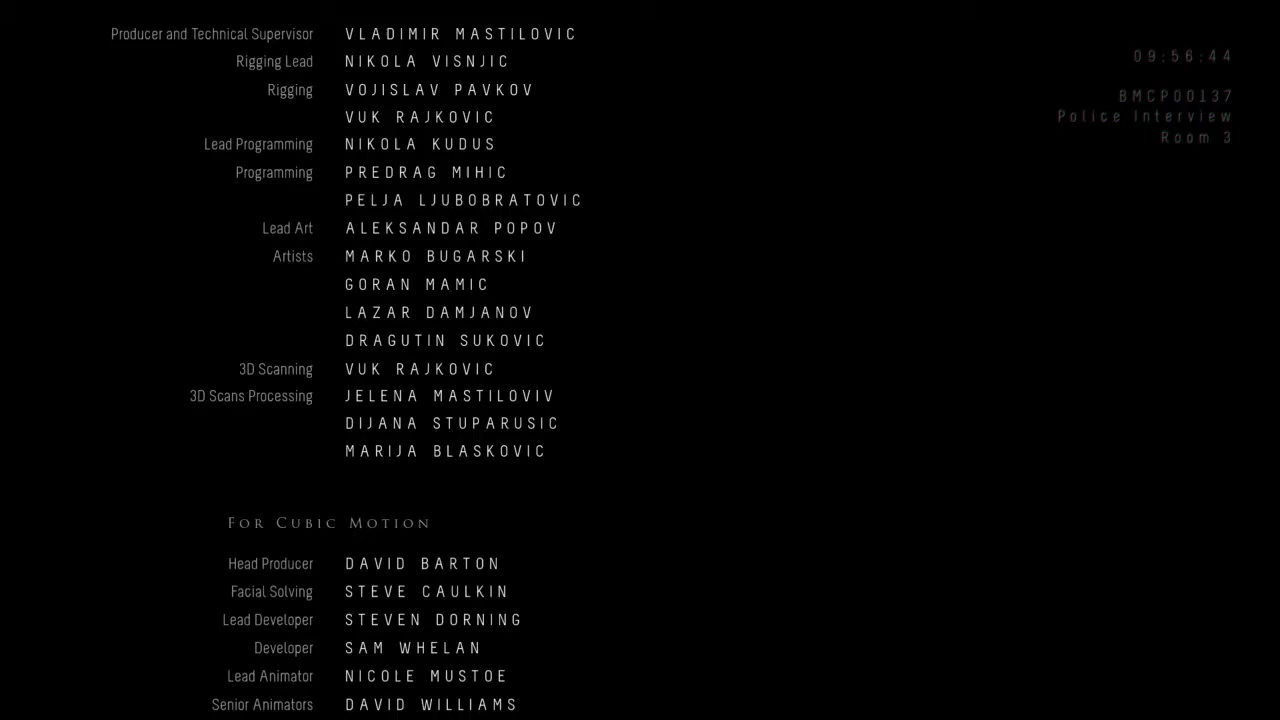 Producer and Technical Supervisor VLADIMIR MASTILOVIC
Rigging Lead NIKOLA VISNJIC
Rigging VOJISLAV PAVKOV
VUK RAJKOVIC
Lead Programming NIKOLA KUDUS
Programming PREDRAG MIHIC
PELJA LJUBOBRATOVIC
Lead Art ALEKSANDAR POPOV
Artists MARKO BUGARSKI
GORAN MAMIC
LAZAR DAMJANOV
DRAGUTIN SUKOVIC
3D Scanning VUK RAJKOVIC
3D Scans Processing JELENA MASTILOVIV
DIJANA STUPARUSIC
MARIJA BLASKOVIC
FOR CUBIC MOTION
Head Producer DAVID BARTON
Facial Solving STEVE CAULKIN
Lead Developer STEVEN DORNING
Developer SAM WHELAN
Lead Animator NICOLE MUSTOE
Senior Animators DAVID WILLIAMS
09:56:44
BMCP00137
Police Interview
Room 3